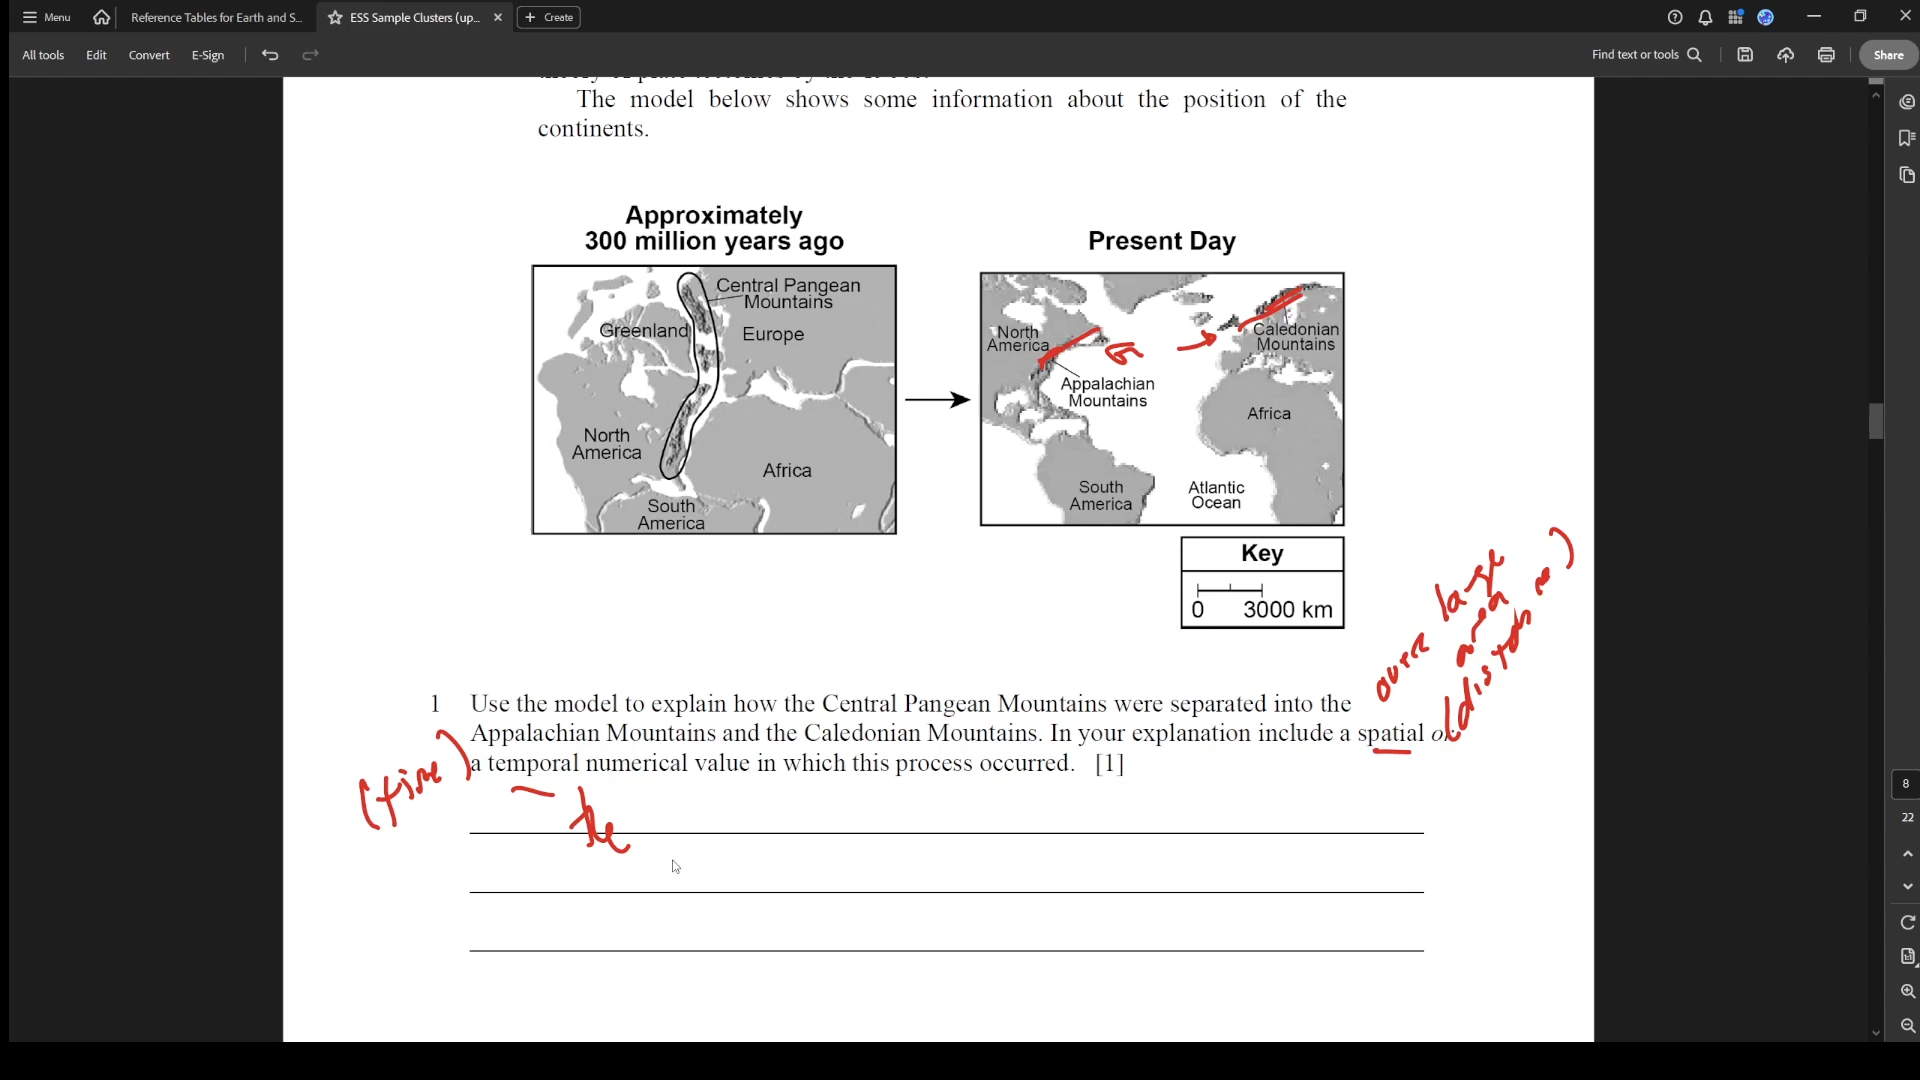 Menu
Reference Tables for Earth and S...
ESS Sample Clusters (up...
Create
All tools
Edit
Convert
E-Sign
Find text or tools
Share
The model below shows some information about the position of the
continents.
Approximately
300 million years ago
Present Day
Central Pangean
Mountains
Greenland
Europe
North
America
Africa
South
America
North
America
Caledonian
Mountains
Appalachian
Mountains
Africa
South
America
Atlantic
Ocean
Key
0 3000 km
over large
area
(distance)
1 Use the model to explain how the Central Pangean Mountains were separated into the
Appalachian Mountains and the Caledonian Mountains. In your explanation include a spatial or
a temporal numerical value in which this process occurred. [1]
(time)
The
8
22